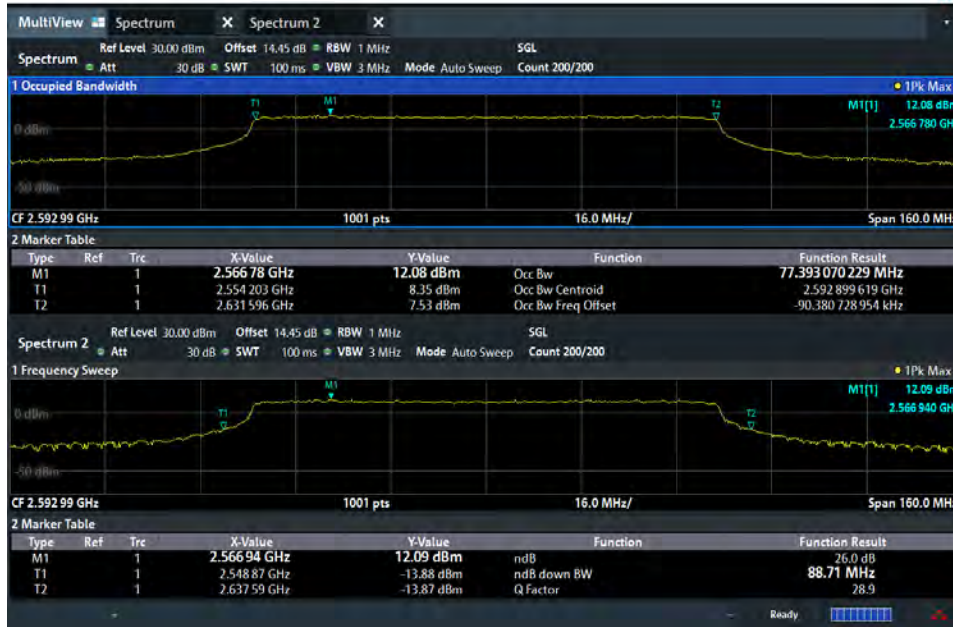 MultiView Spectrum X Spectrum 2 X
Spectrum Ref Level 30.00 dBm Offset 14.45 dB RBW 1 MHz SGL
Att 30 dB SWT 100 ms VBW 3 MHz Mode Auto Sweep Count 200/200
1 Occupied Bandwidth 1Pk Max
T1 M1 T2 M1[1] 12.08 dBm
0 dBm 2.566 780 GH
-50 dBm
CF 2.592 99 GHz 1001 pts 16.0 MHz/ Span 160.0 MH
2 Marker Table
Type Ref Trc X-Value Y-Value Function Function Result
M1 1 2.566 78 GHz 12.08 dBm Occ Bw 77.393 070 229 MHz
T1 1 2.554 203 GHz 8.35 dBm Occ Bw Centroid 2.592 899 619 GHz
T2 1 2.631 596 GHz 7.53 dBm Occ Bw Freq Offset -90.380 728 954 kHz
Spectrum 2 Ref Level 30.00 dBm Offset 14.45 dB RBW 1 MHz SGL
Att 30 dB SWT 100 ms VBW 3 MHz Mode Auto Sweep Count 200/200
1 Frequency Sweep 1Pk Max
M1 M1[1] 12.09 dBm
0 dBm T1 T2 2.566 940 GH
-50 dBm
CF 2.592 99 GHz 1001 pts 16.0 MHz/ Span 160.0 MH
2 Marker Table
Type Ref Trc X-Value Y-Value Function Function Result
M1 1 2.566 94 GHz 12.09 dBm ndB 26.0 dB
T1 1 2.548 87 GHz -13.88 dBm ndB down BW 88.71 MHz
T2 1 2.637 59 GHz -13.87 dBm Q Factor 28.9
Ready